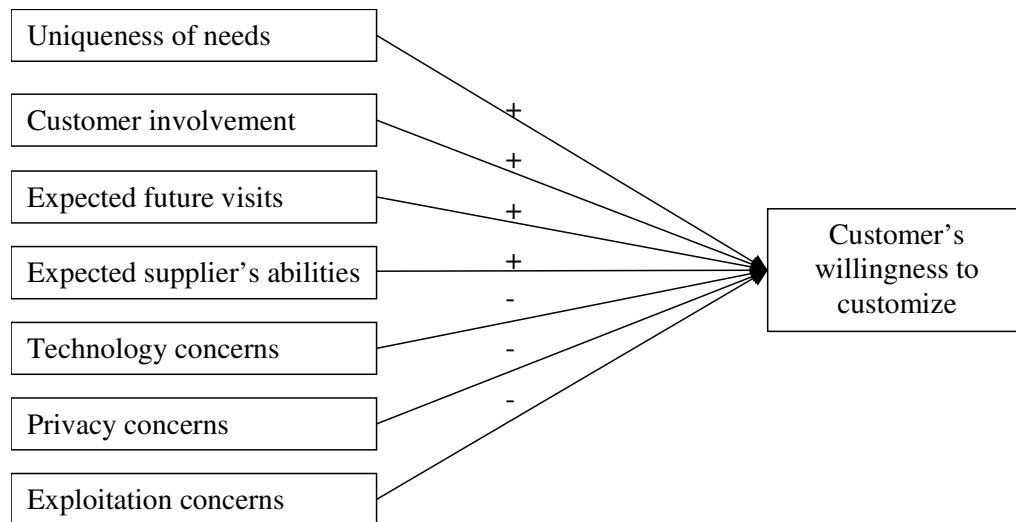 Uniqueness of needs
+
Customer involvement
+
Expected future visits
+
Expected supplier's abilities
+
-
Technology concerns
-
Privacy concerns
-
Exploitation concerns
Customer's
willingness to
customize